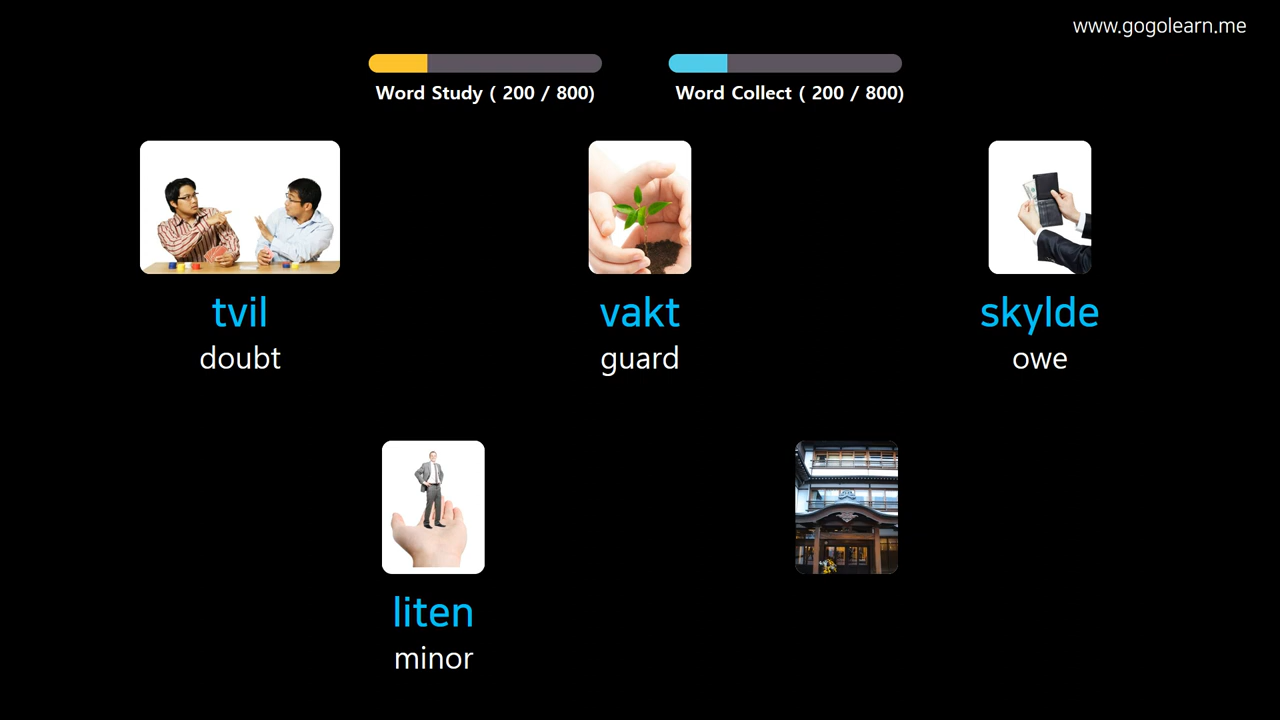 www.gogolearn.me
Word Study ( 200 / 800)
Word Collect ( 200 / 800)
tvil
doubt
vakt
guard
skylde
owe
liten
minor